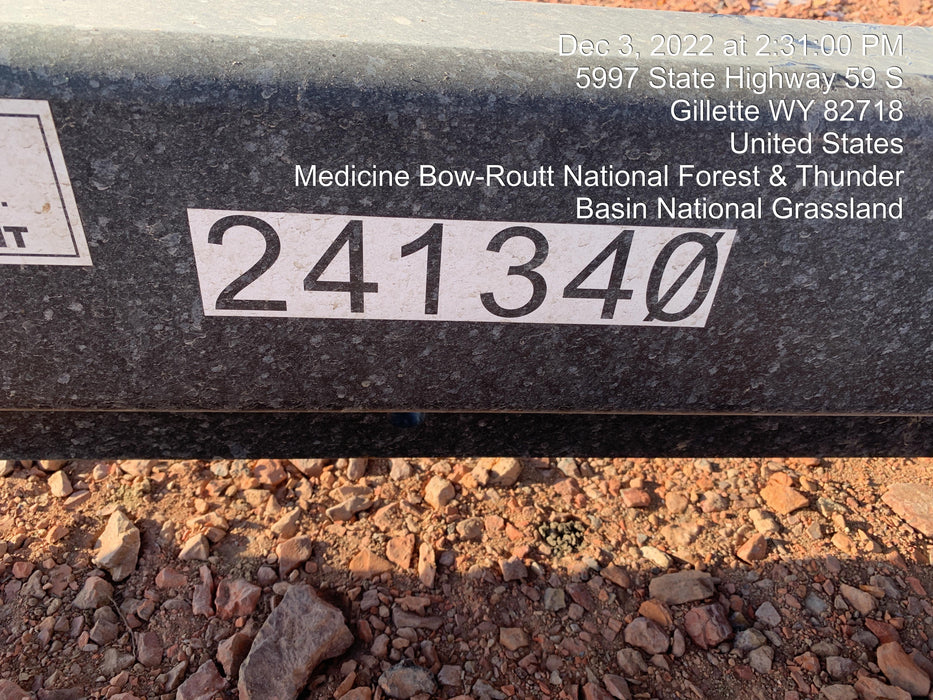 Dec 3, 2022 at 2:31:00 PM
5997 State Highway 59 S
Gillette WY 82718
United States
Medicine Bow-Routt National Forest & Thunder
Basin National Grassland
241340